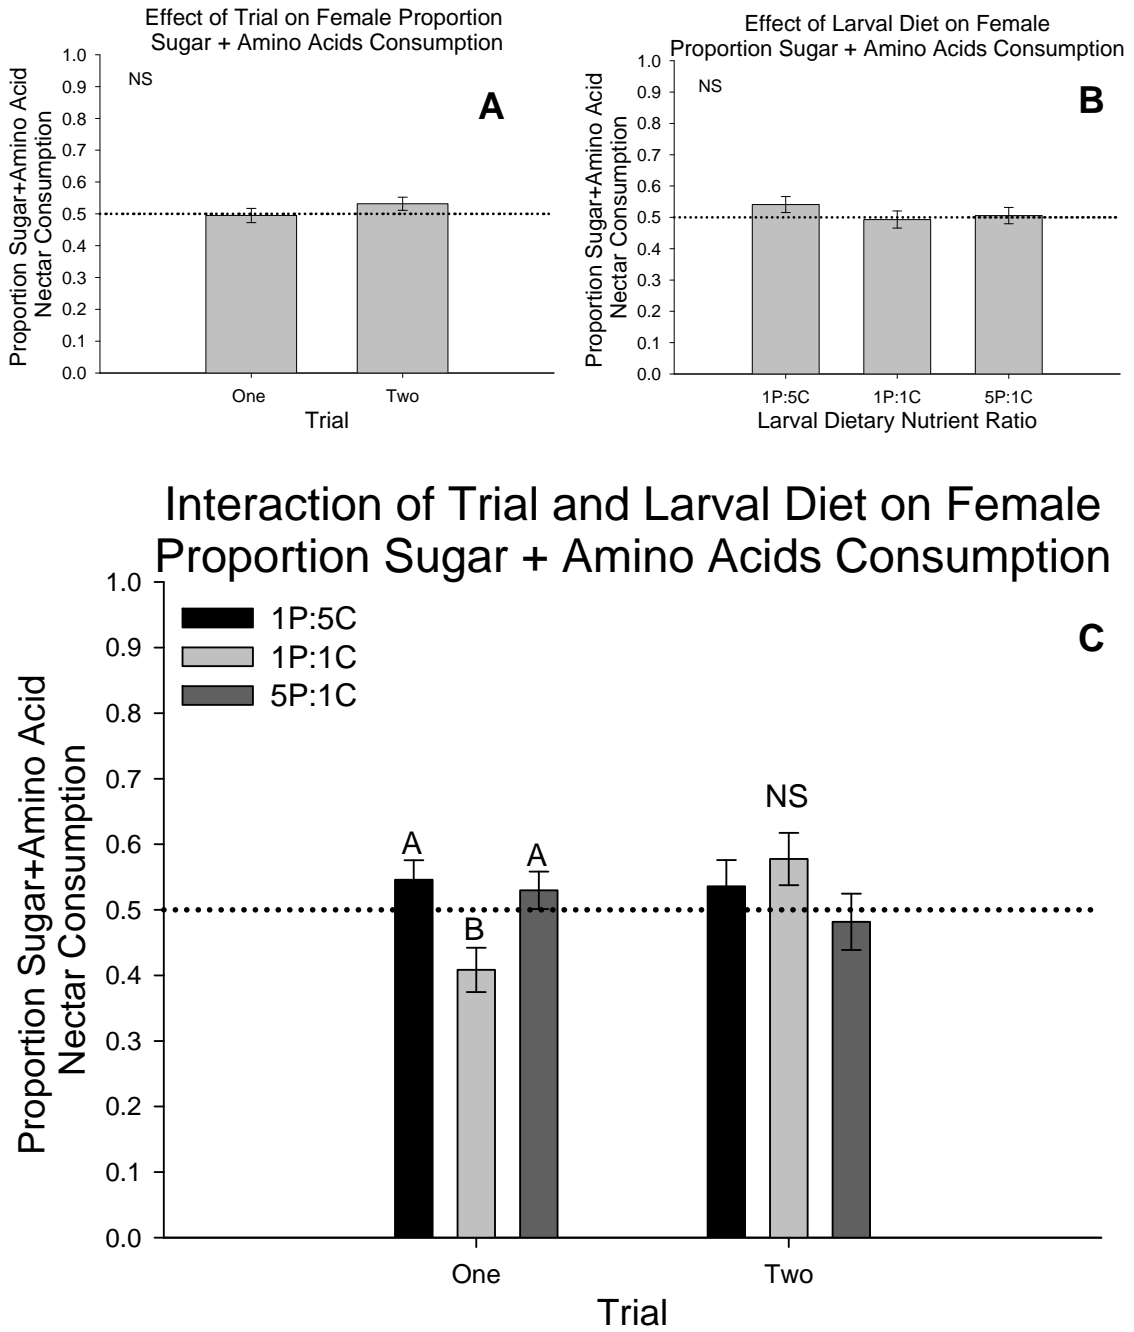 Effect of Trial on Female Proportion
Sugar + Amino Acids Consumption
1.0
0.9
0.8
0.7
0.6
0.5
0.4
0.3
0.2
0.1
0.0
NS
A
Proportion Sugar+Amino Acid
Nectar Consumption
One
Two
Trial
Effect of Larval Diet on Female
Proportion Sugar + Amino Acids Consumption
1.0
0.9
0.8
0.7
0.6
0.5
0.4
0.3
0.2
0.1
0.0
NS
B
Proportion Sugar+Amino Acid
Nectar Consumption
1P:5C
1P:1C
5P:1C
Larval Dietary Nutrient Ratio
Interaction of Trial and Larval Diet on Female
Proportion Sugar + Amino Acids Consumption
1.0
0.9
0.8
0.7
0.6
0.5
0.4
0.3
0.2
0.1
0.0
1P:5C
1P:1C
5P:1C
C
Proportion Sugar+Amino Acid
Nectar Consumption
A
B
A
NS
One
Two
Trial